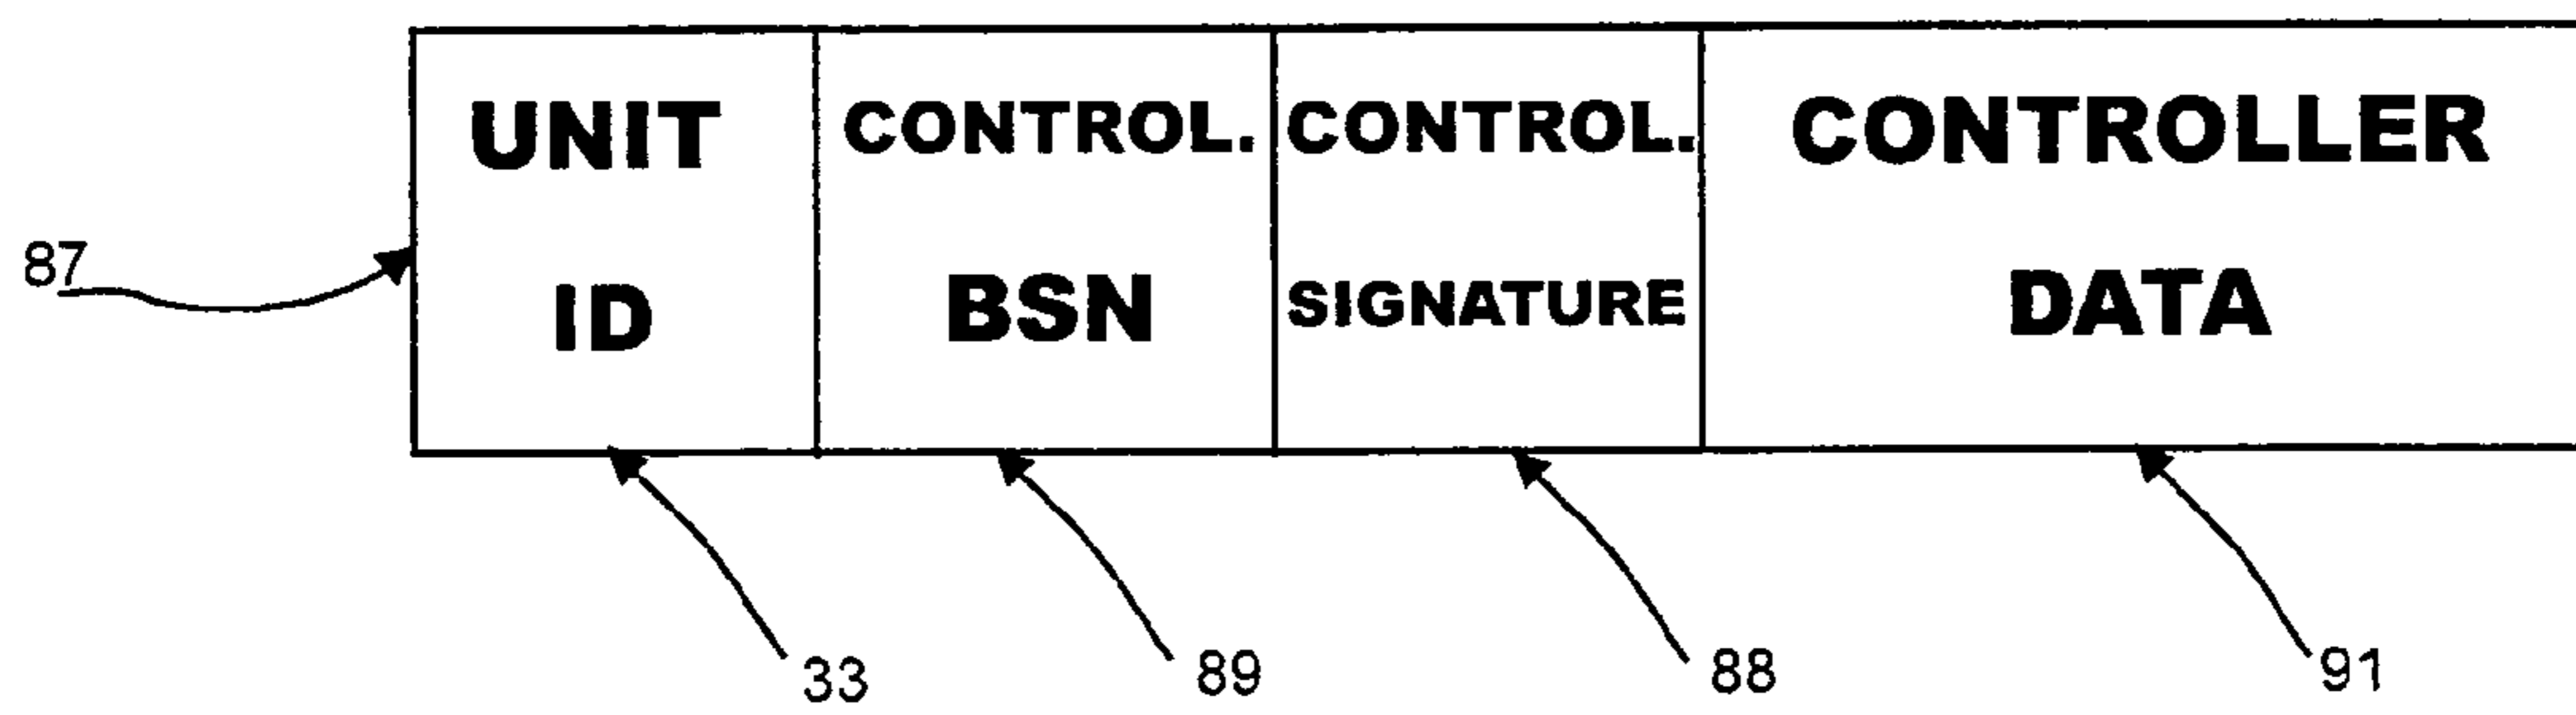 UNIT CONTROL. CONTROL. CONTROLLER
87
ID BSN SIGNATURE DATA
33 89 88 91